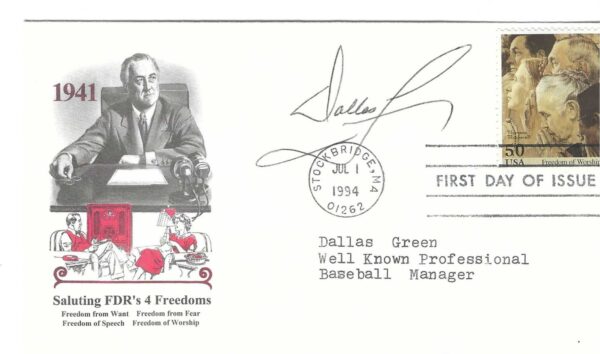 1941
Saluting FDR's 4 Freedoms
Freedom from Want Freedom from Fear
Freedom of Speech Freedom of Worship
Dallas
STOCKBRIDGE, MA
JUL 1
1994
01262
50
USA
Freedom of Worship
FIRST DAY OF ISSUE
Dallas Green
Well Known Professional
Baseball Manager